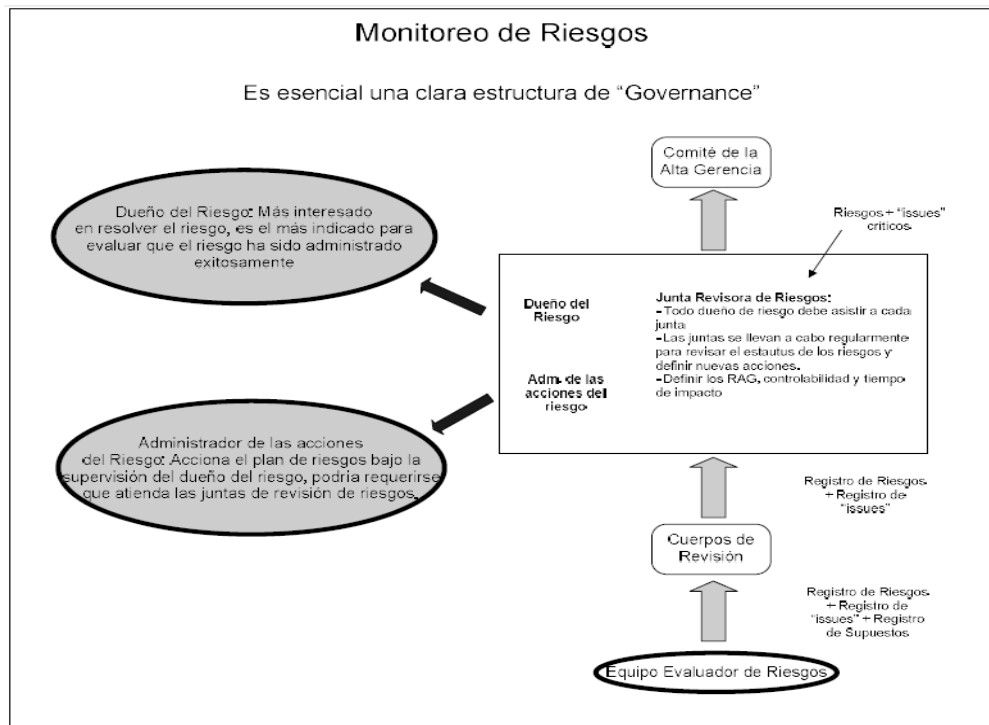 Monitoreo de Riesgos
Es esencial una clara estructura de "Governance"
Comité de la
Alta Gerencia
Dueño del Riesgo: Más interesado
en resolver el riesgo, es el más indicado para
evaluar que el riesgo ha sido administrado
exitosamente
Riesgos + "issues"
criticos
Dueño del
Riesgo
Adm. de las
acciones del
riesgo
Junta Revisora de Riesgos:
-Todo dueño de riesgo debe asistir a cada
junta
-Las juntas se llevan a cabo regularmente
para revisar el estautus de los riesgos y
definir nuevas acciones.
-Definir los RAG, controlabilidad y tiempo
de impacto
Administrador de las acciones
del Riesgo: Acciona el plan de riesgos bajo la
supervisión del dueño del riesgo, podria requerirse
que atienda las juntas de revisión de riesgos.
Registro de Riesgos
+ Registro de
"issues"
Cuerpos de
Revisión
Registro de Riesgos
+ Registro de
"issues" + Registro
de Supuestos
Equipo Evaluador de Riesgos